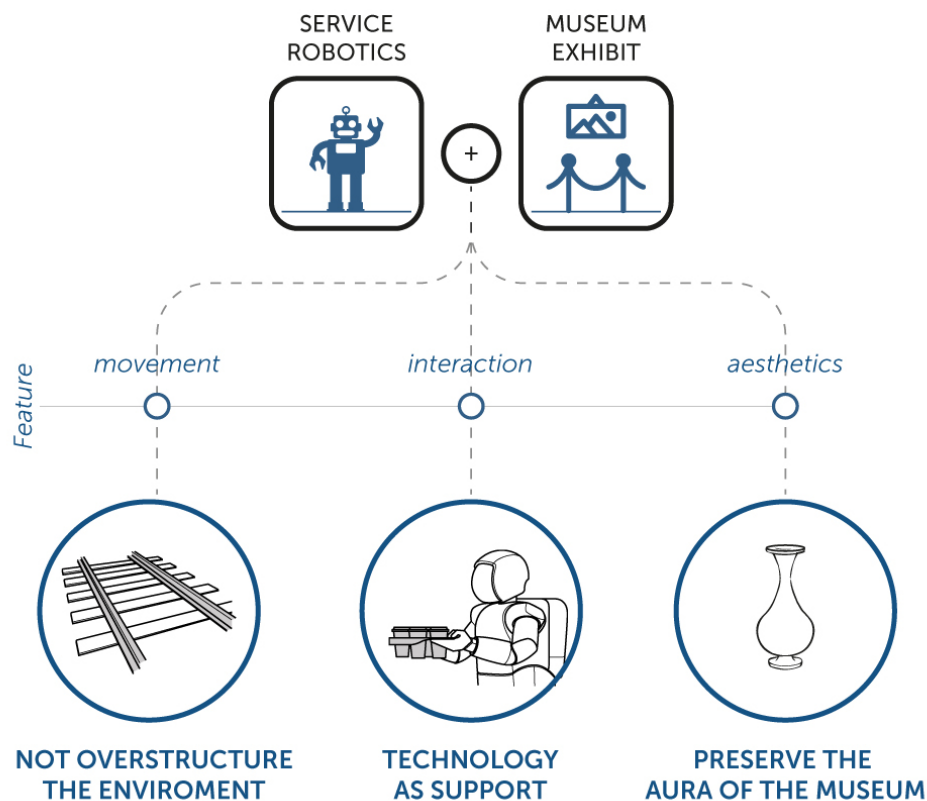 SERVICE
ROBOTICS
MUSEUM
EXHIBIT
+
Feature
movement
interaction
aesthetics
NOT OVERSTRUCTURE
THE ENVIROMENT
TECHNOLOGY
AS SUPPORT
PRESERVE THE
AURA OF THE MUSEUM